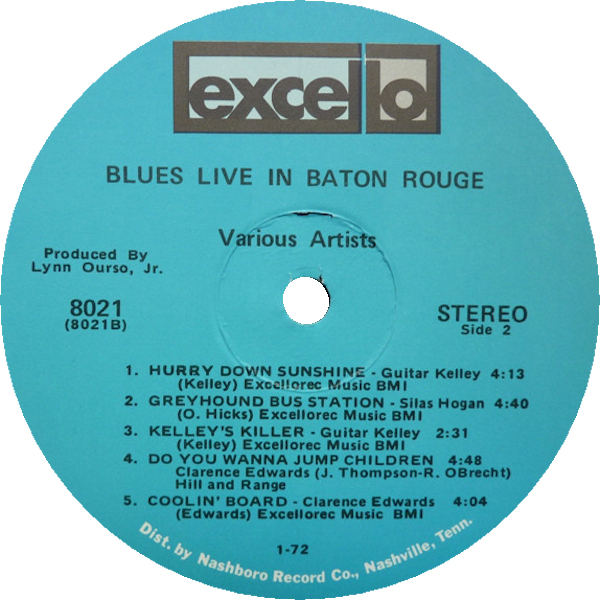 excello
BLUES LIVE IN BATON ROUGE
Various Artists
Produced By
Lynn Ourso, Jr.
8021
(8021B)
STEREO
Side 2
1. HURRY DOWN SUNSHINE - Guitar Kelley 4:13
(Kelley) Excellorec Music BMI
2. GREYHOUND BUS STATION - Silas Hogan 4:40
(O. Hicks) Excellorec Music BMI
3. KELLEY'S KILLER - Guitar Kelley 2:31
(Kelley) Excellorec Music BMI
4. DO YOU WANNA JUMP CHILDREN 4:48
Clarence Edwards (J. Thompson-R. OBrecht)
Hill and Range
5. COOLIN' BOARD - Clarence Edwards 4:04
(Edwards) Excellorec Music BMI
1-72
Dist. by Nashboro Record Co., Nashville, Tenn.